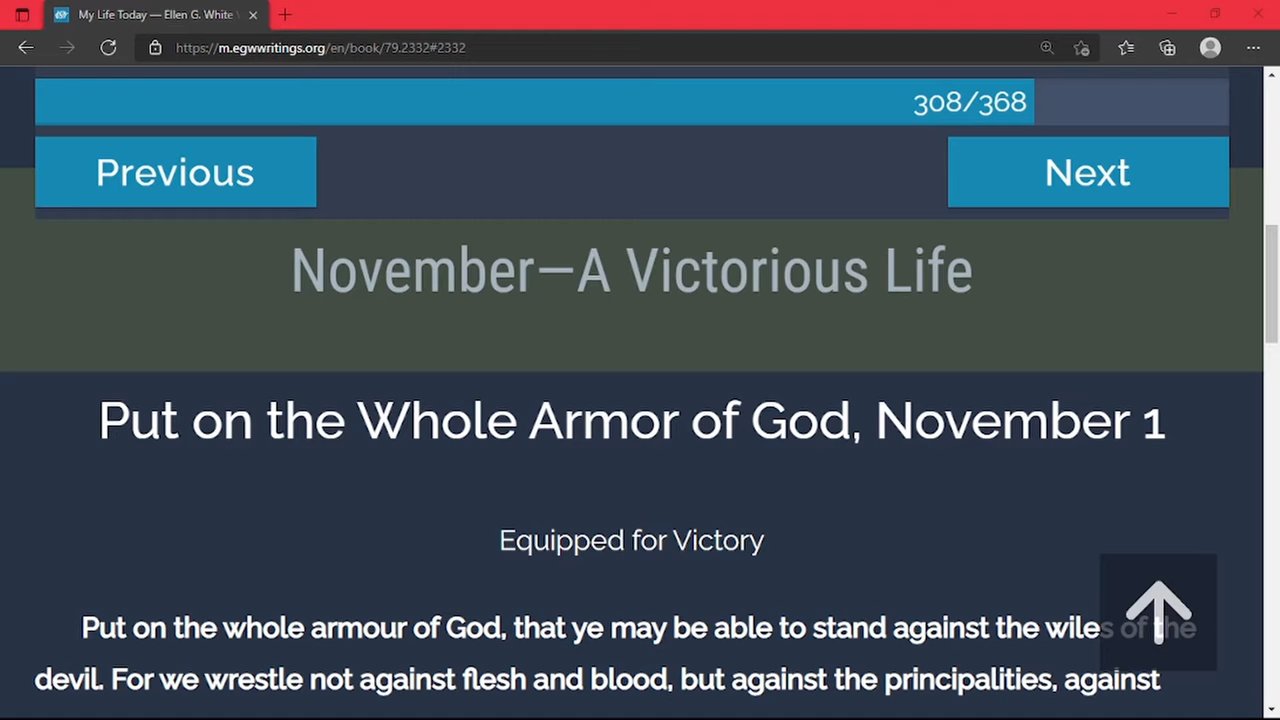 My Life Today — Ellen G. White
https://m.egwwritings.org/en/book/79.2332#2332
308/368
Previous
Next
November—A Victorious Life
Put on the Whole Armor of God, November 1
Equipped for Victory
Put on the whole armour of God, that ye may be able to stand against the wiles of the
devil. For we wrestle not against flesh and blood, but against the principalities, against